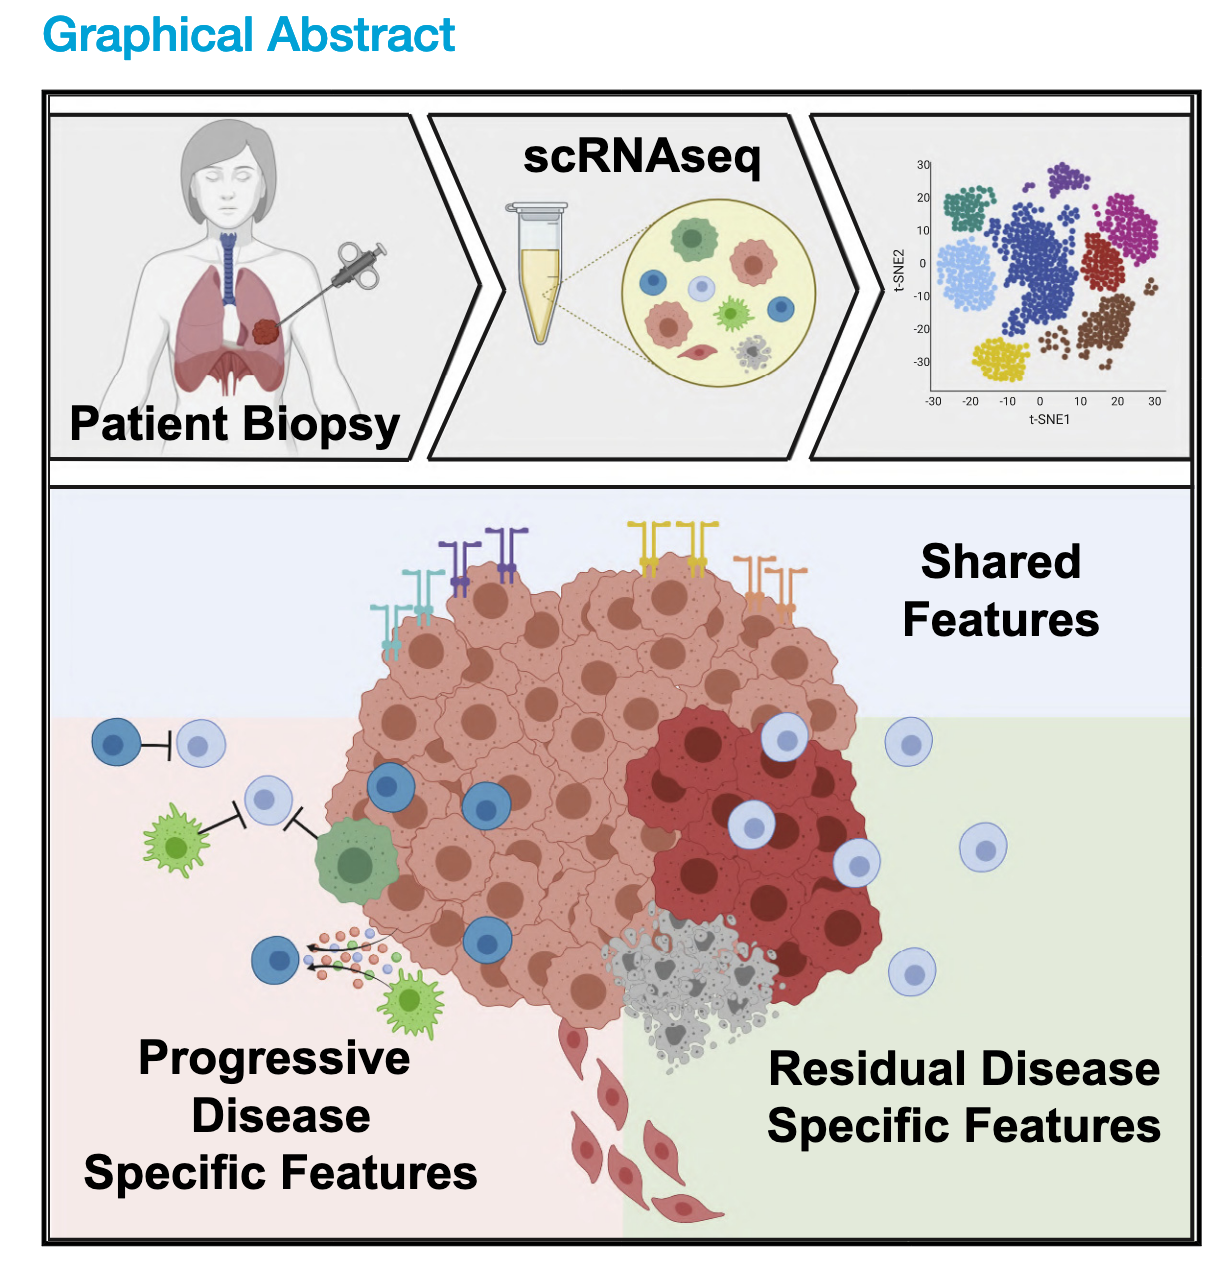 Graphical Abstract
Patient Biopsy
scRNAseq
t-SNE2
30
20
10
0
-10
-20
-30
-30 -20 -10 0 10 20 30
t-SNE1
Shared
Features
Progressive
Disease
Specific Features
Residual Disease
Specific Features